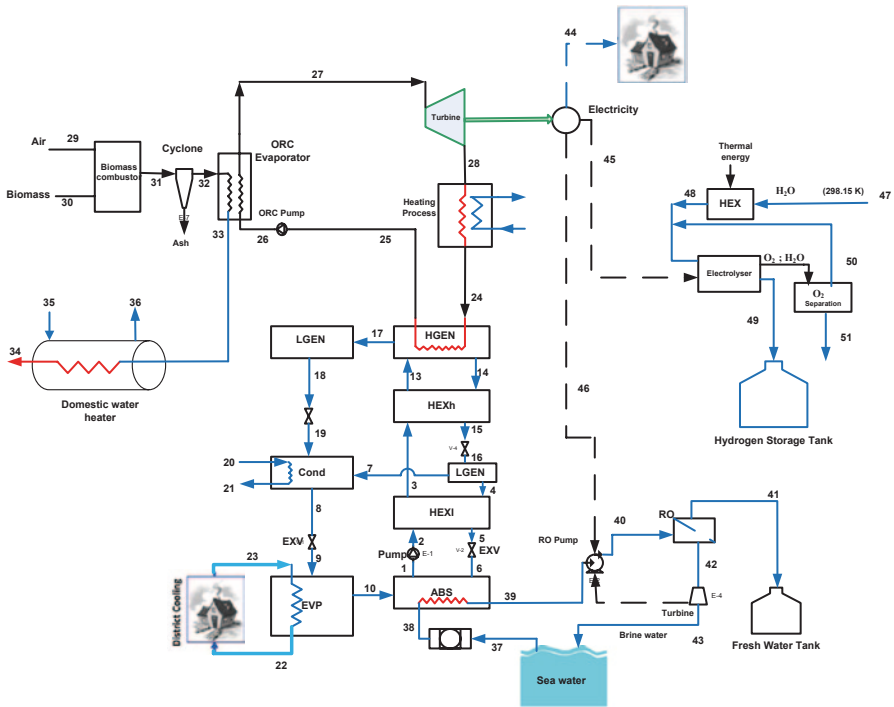 44
27
Turbine
Electricity
Air
29
Cyclone
ORC
Evaporator
28
45
Thermal
energy
Biomass
combustor
31
32
Heating
Process
48
HEX
H₂O
(298.15 K)
47
Biomass
30
E-7
Ash
33
ORC Pump
26
25
Electrolyser
O₂ ; H₂O
50
O₂
Separation
24
49
51
35
36
34
LGEN
17
HGEN
18
13
14
46
Domestic water
heater
HEXh
19
15
V-4
16
Hydrogen Storage Tank
20
21
Cond
7
LGEN
3
4
8
HEXI
RO
41
40
RO Pump
EXV
9
2
Pump
E-1
5
V-2
EXV
42
23
1
6
10
ABS
39
EVP
E-4
Turbine
District Cooling
38
37
43
Brine water
Fresh Water Tank
22
Sea water